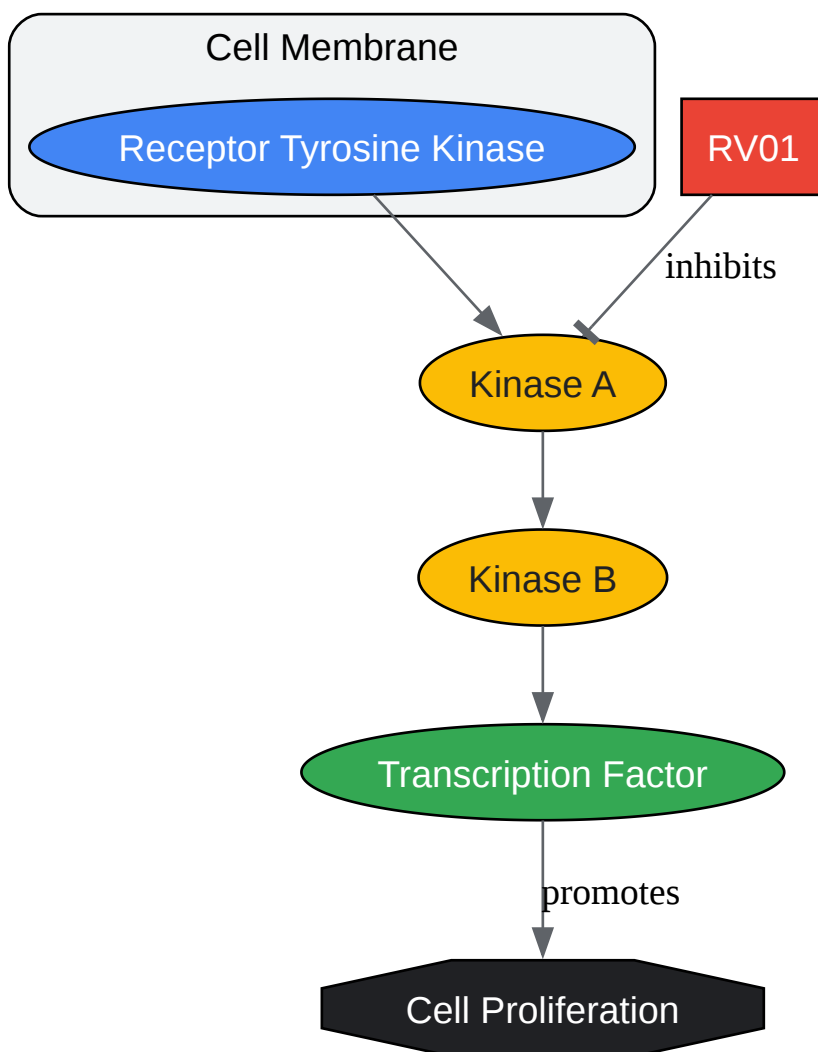 Cell Membrane
Receptor Tyrosine Kinase
RV01
inhibits
Kinase A
Kinase B
Transcription Factor
promotes
Cell Proliferation